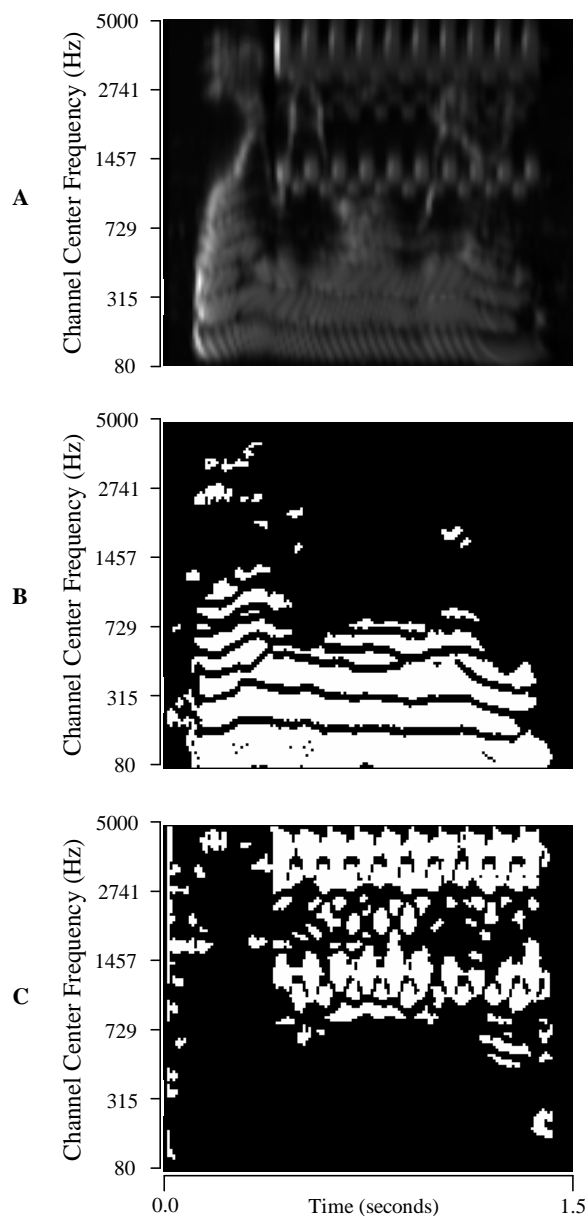 A
Channel Center Frequency (Hz)
5000
2741
1457
729
315
80
B
Channel Center Frequency (Hz)
5000
2741
1457
729
315
80
C
Channel Center Frequency (Hz)
5000
2741
1457
729
315
80
0.0
Time (seconds)
1.5